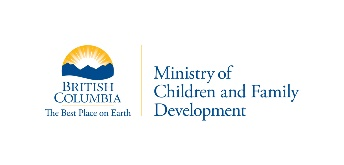 BRITISH
COLUMBIA
The Best Place on Earth
Ministry of
Children and Family
Development